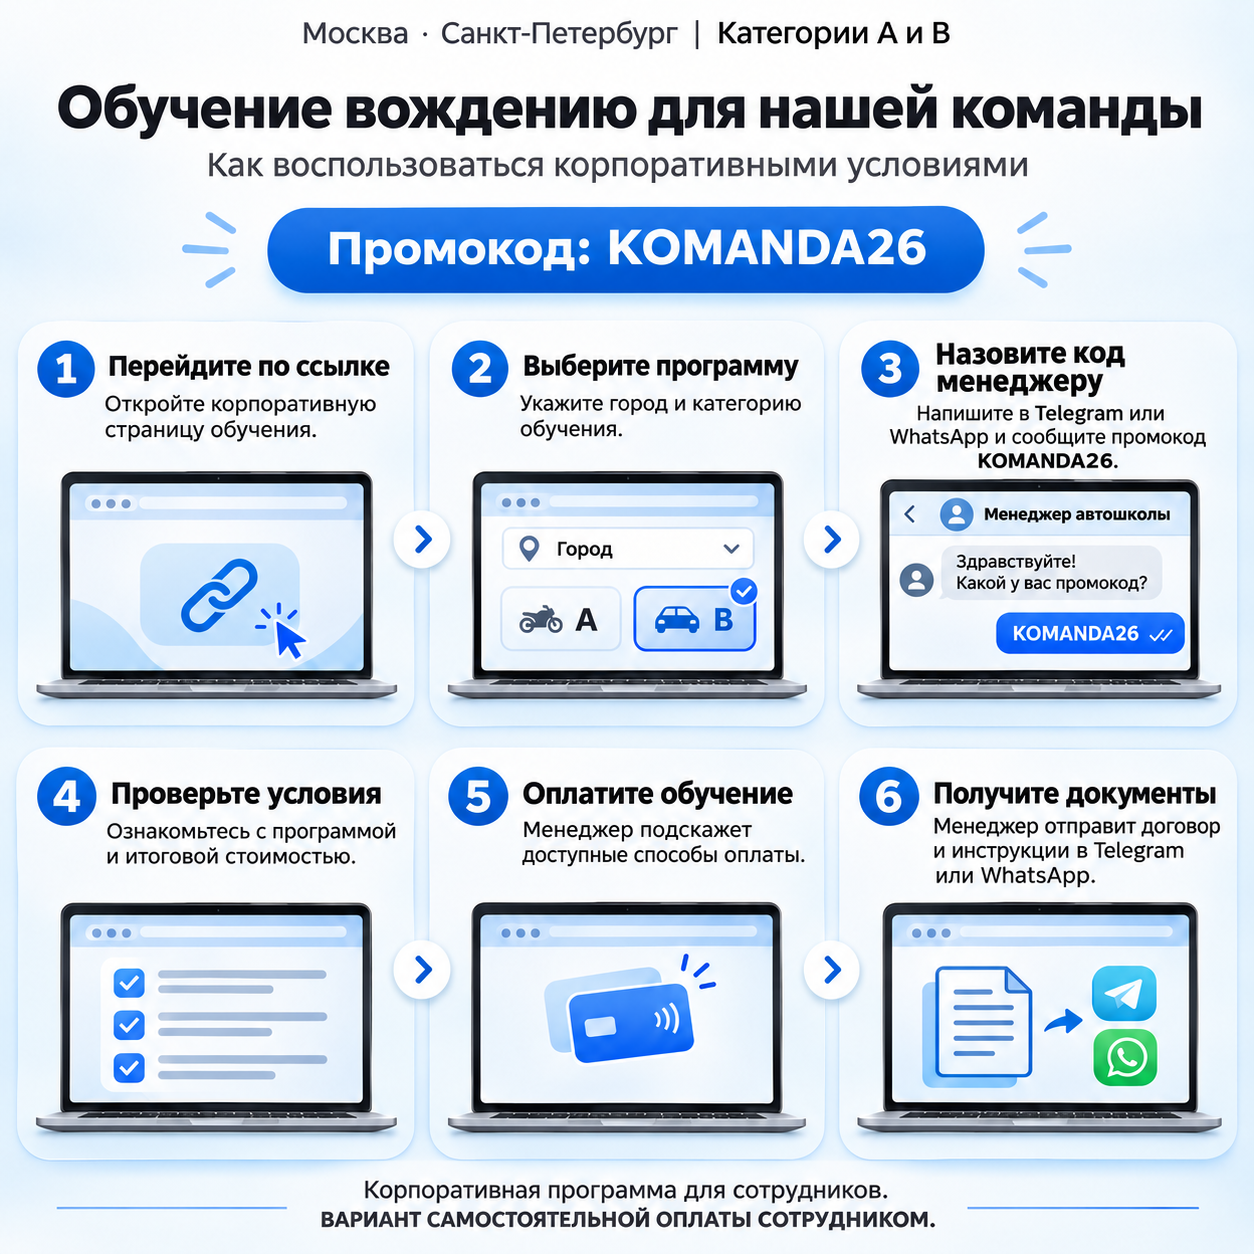 Москва · Санкт-Петербург | Категории А и В
Обучение вождению для нашей команды
Как воспользоваться корпоративными условиями
Промокод: KOMANDA26
1 Перейдите по ссылке
Откройте корпоративную
страницу обучения.
2 Выберите программу
Укажите город и категорию
обучения.
Город
A
B
3 Назовите код
менеджеру
Напишите в Telegram или
WhatsApp и сообщите промокод
KOMANDA26.
Менеджер автошколы
Здравствуйте!
Какой у вас промокод?
KOMANDA26
4 Проверьте условия
Ознакомьтесь с программой
и итоговой стоимостью.
5 Оплатите обучение
Менеджер подскажет
доступные способы оплаты.
6 Получите документы
Менеджер отправит договор
и инструкции в Telegram
или WhatsApp.
Корпоративная программа для сотрудников.
ВАРИАНТ САМОСТОЯТЕЛЬНОЙ ОПЛАТЫ СОТРУДНИКОМ.